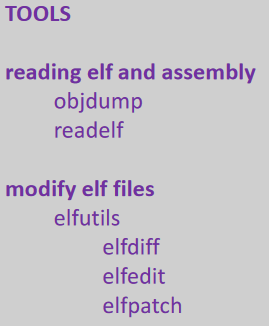 TOOLS
reading elf and assembly
objdump
readelf
modify elf files
elfutils
elfdiff
elfedit
elfpatch